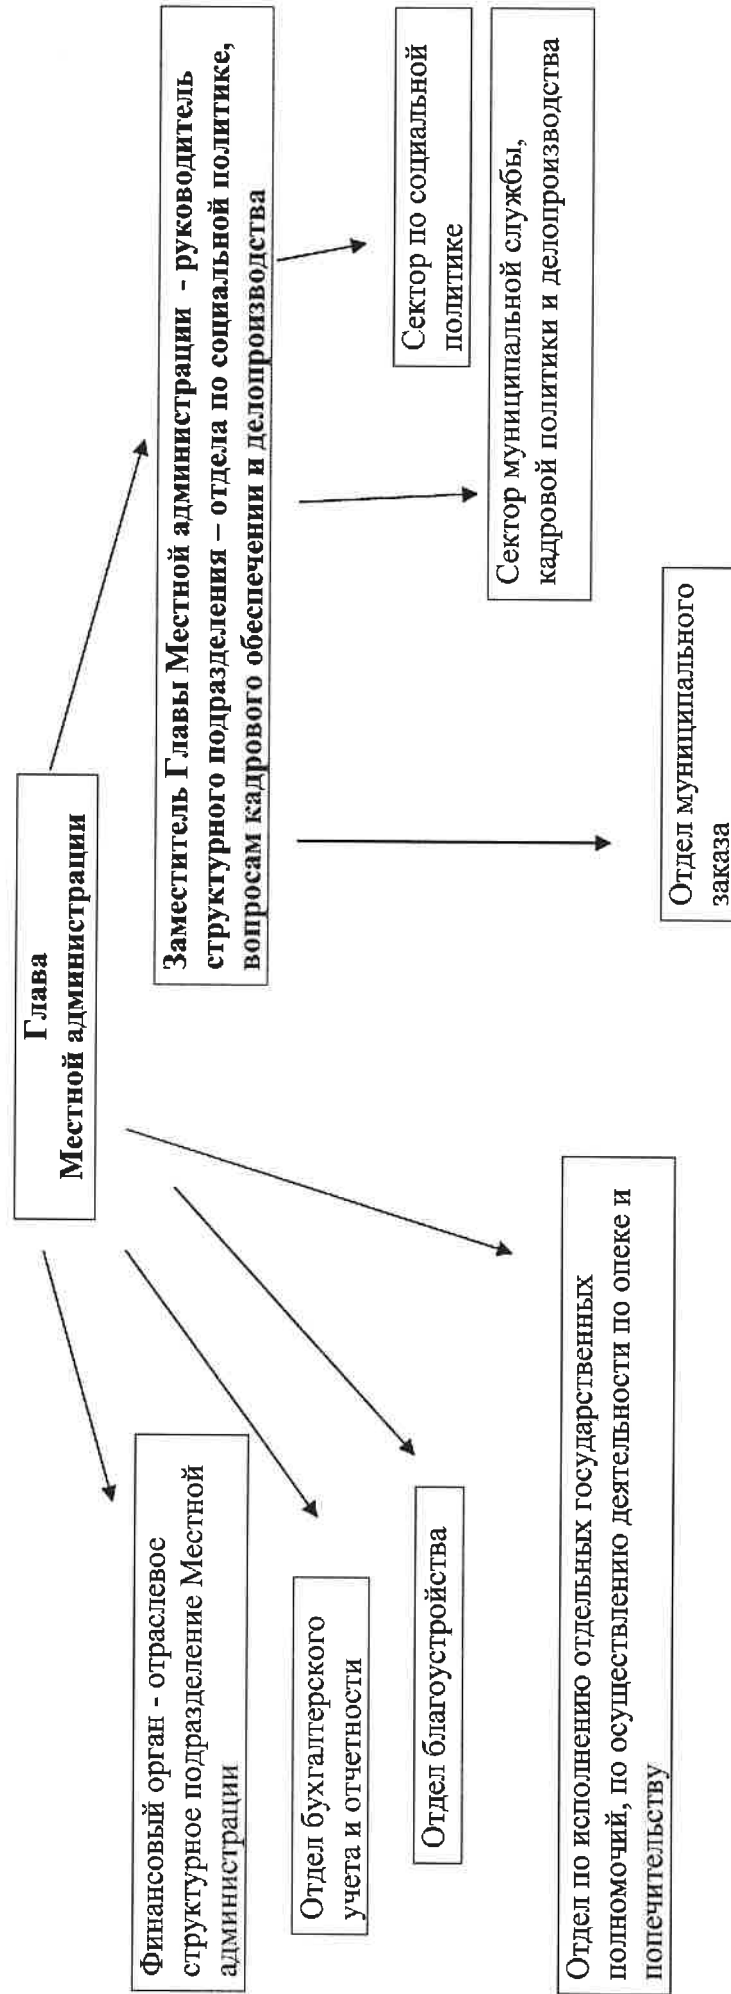 Глава
Местной администрации
Заместитель Главы Местной администрации - руководитель
структурного подразделения – отдела по социальной политике,
вопросам кадрового обеспечении и делопроизводства
Финансовый орган - отраслевое
структурное подразделение Местной
администрации
Отдел бухгалтерского
учета и отчетности
Отдел благоустройства
Отдел по исполнению отдельных государственных
полномочий, по осуществлению деятельности по опеке и
попечительству
Сектор по социальной
политике
Сектор муниципальной службы,
кадровой политики и делопроизводства
Отдел муниципального
заказа